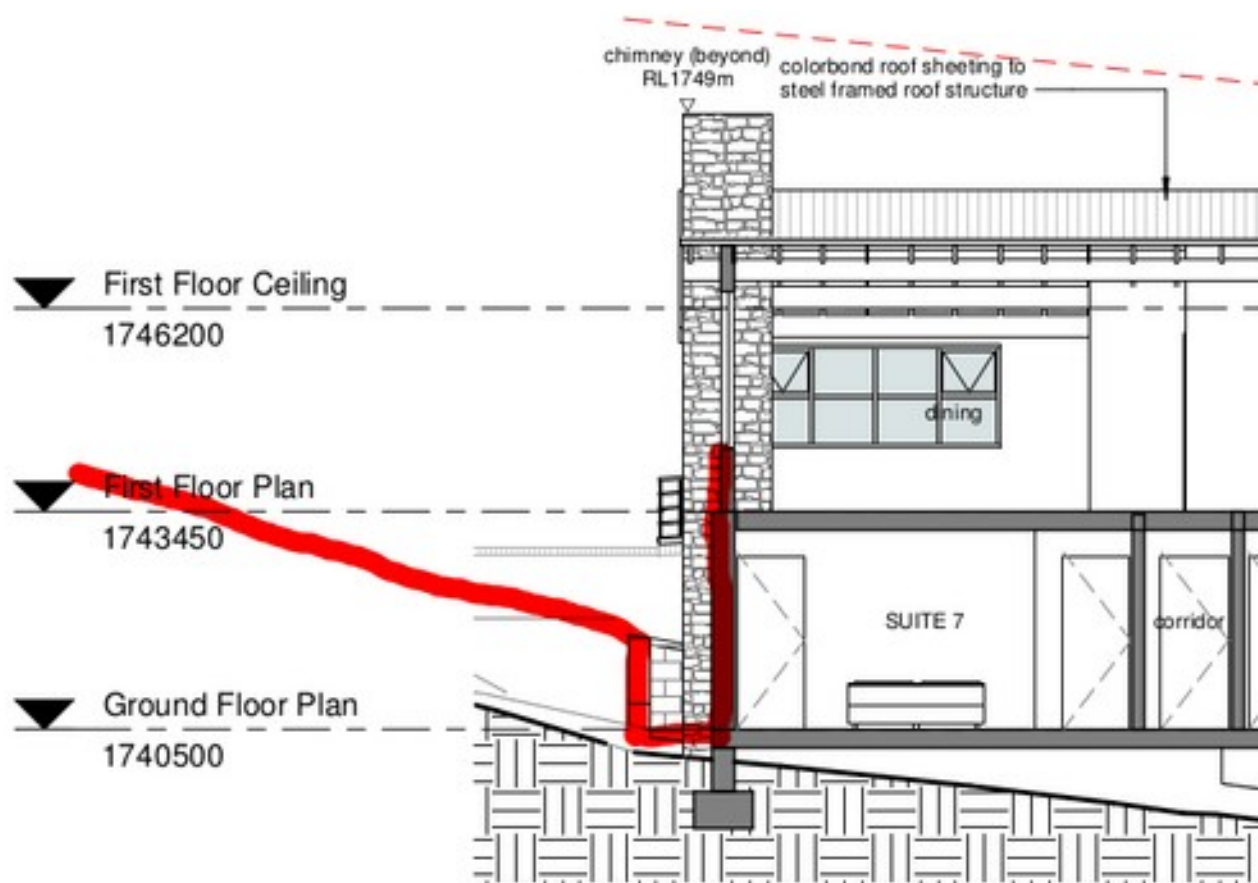 chimney (beyond)
RL1749m
colorbond roof sheeting to
steel framed roof structure
First Floor Ceiling
1746200
dining
First Floor Plan
1743450
SUITE 7
corridor
Ground Floor Plan
1740500